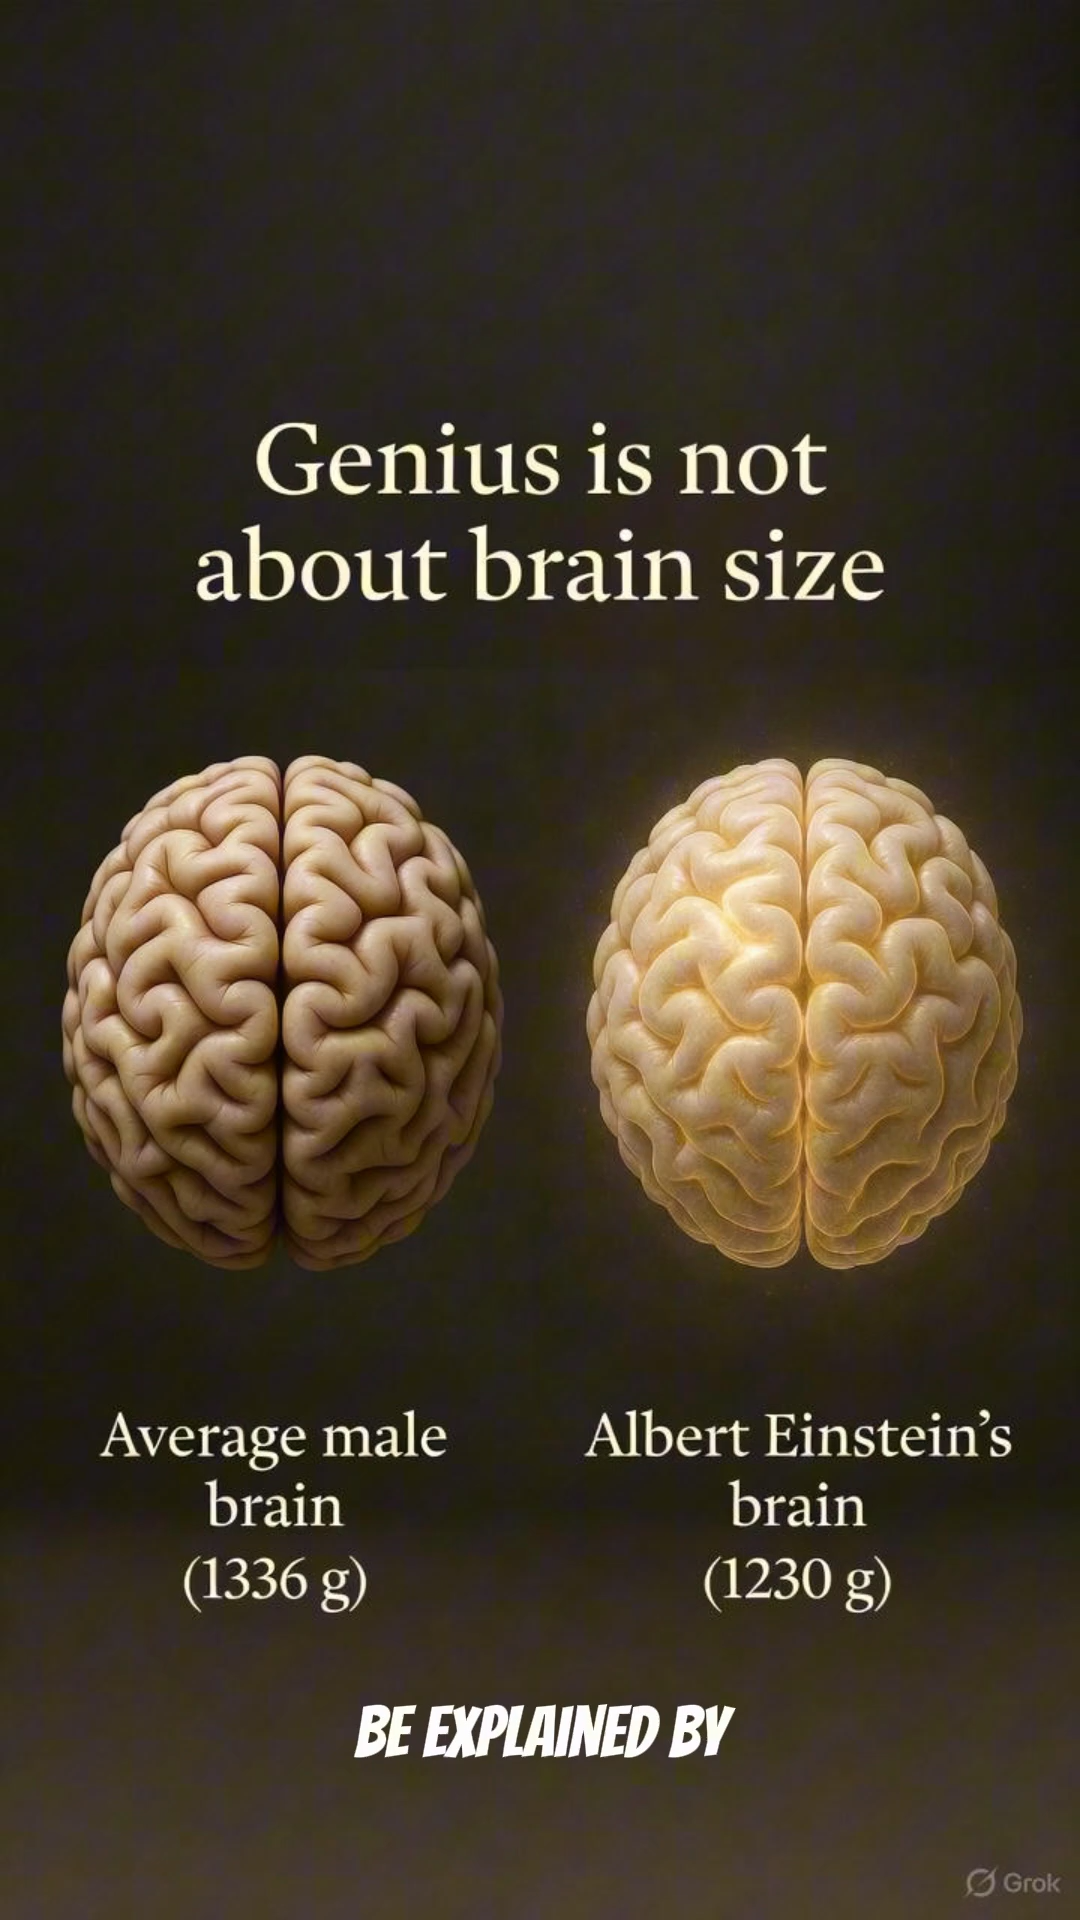 Genius is not
about brain size
Average male
brain
(1336 g)
Albert Einstein’s
brain
(1230 g)
BE EXPLAINED BY
Grok